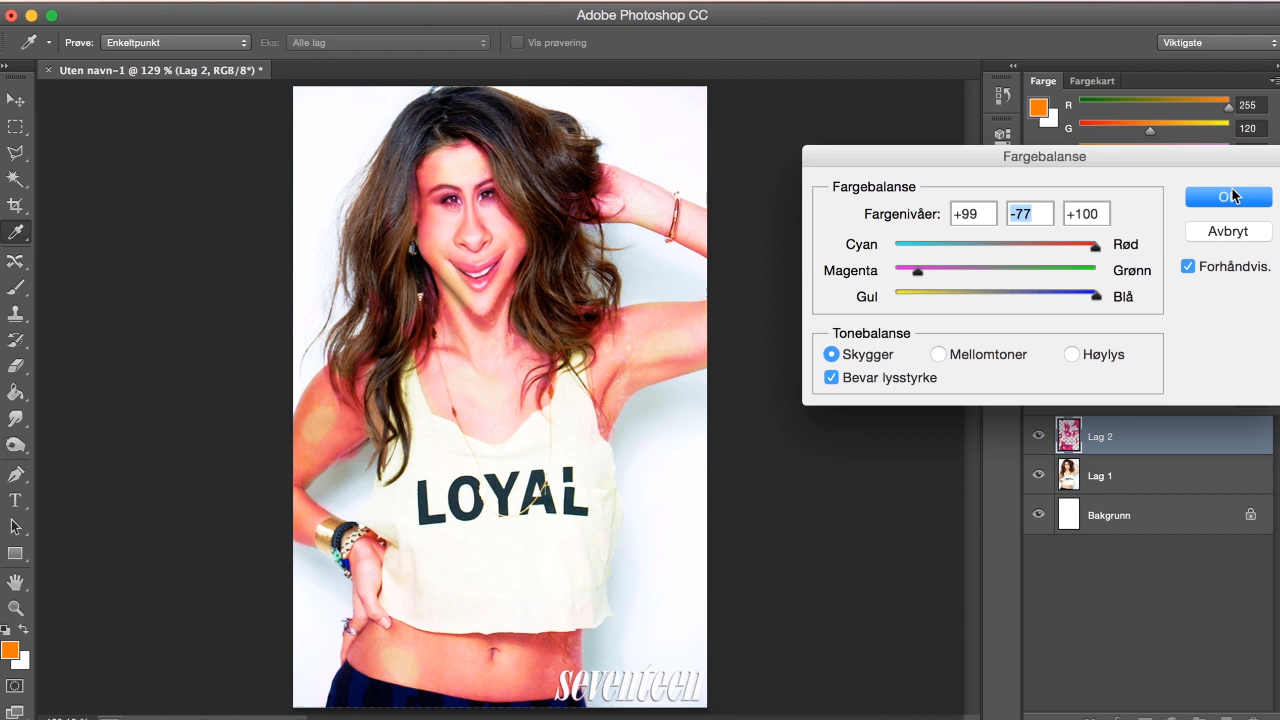 Adobe Photoshop CC
Prøve: Enkeltpunkt Eks: Alle lag Vis prøvering Viktigste
Uten navn-1 @ 129 % (Lag 2, RGB/8*) *
Farge Fargekart
R 255
G 120
Fargebalanse
Fargebalanse
Fargenivåer: +99 -77 +100
Cyan Rød
Magenta Grønn
Gul Blå
Tonebalanse
Skygger Mellomtoner Høylys
Bevar lysstyrke
Avbryt
Forhåndvis.
Lag 2
Lag 1
Bakgrunn
LOYAL
seventeen